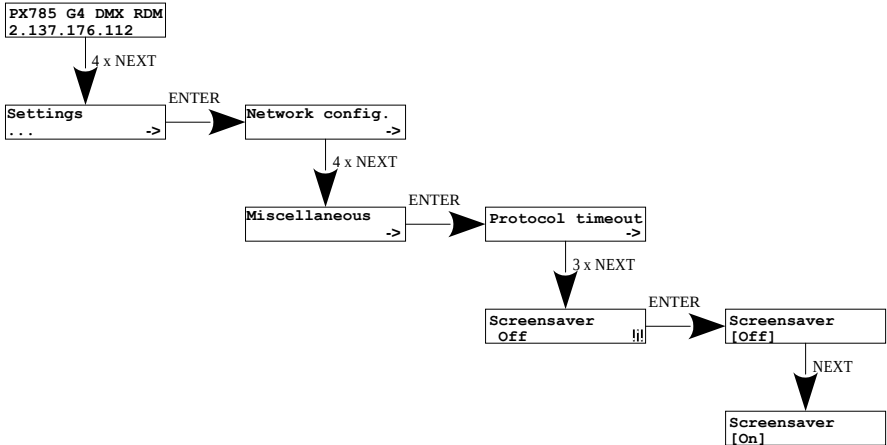 PX785 G4 DMX RDM
2.137.176.112
4 x NEXT
Settings
... ->
ENTER
Network config.
->
4 x NEXT
Miscellaneous
->
ENTER
Protocol timeout
->
3 x NEXT
Screensaver
Off
ENTER
Screensaver
[Off]
NEXT
Screensaver
[On]